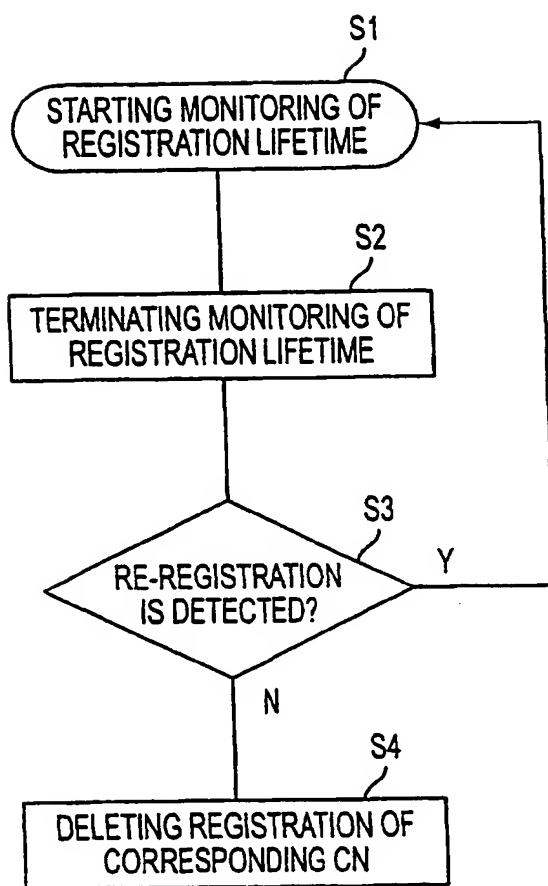 S1
STARTING MONITORING OF
REGISTRATION LIFETIME
S2
TERMINATING MONITORING OF
REGISTRATION LIFETIME
S3
RE-REGISTRATION
IS DETECTED?
Y
N
S4
DELETING REGISTRATION OF
CORRESPONDING CN